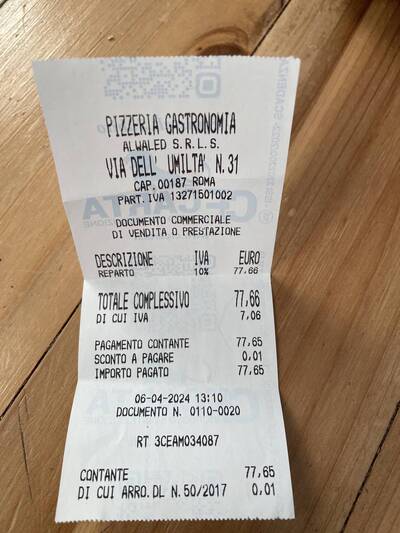 PIZZERIA GASTRONOMIA
ALWALED S.R.L.S.
VIA DELL' UMILTA' N.31
CAP.00187 ROMA
PART.IVA 13271501002
DOCUMENTO COMMERCIALE
DI VENDITA O PRESTAZIONE
DESCRIZIONE IVA EURO
REPARTO 10% 77,66
TOTALE COMPLESSIVO 77,66
DI CUI IVA 7,06
PAGAMENTO CONTANTE 77,65
SCONTO A PAGARE 0,01
IMPORTO PAGATO 77,65
06-04-2024 13:10
DOCUMENTO N. 0110-0020
RT 3CEAM034087
CONTANTE 77,65
DI CUI ARRO.DL N.50/2017 0,01